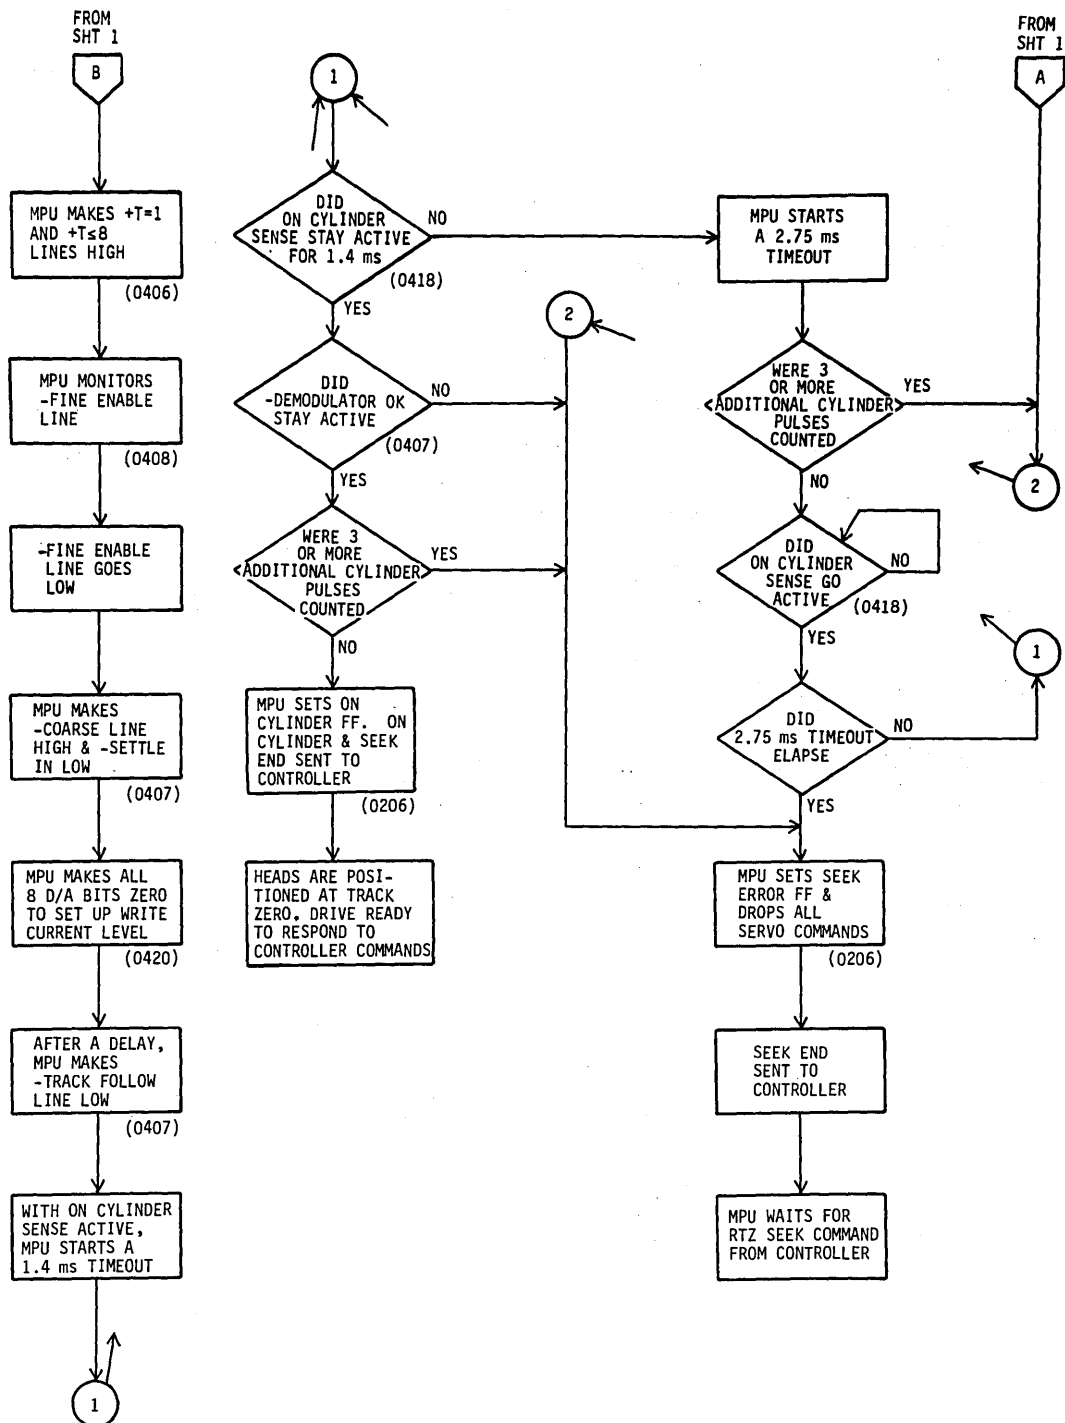 FROM
SHT 1
B
MPU MAKES +T=1
AND +T≤8
LINES HIGH
(0406)
MPU MONITORS
-FINE ENABLE
LINE
(0408)
-FINE ENABLE
LINE GOES
LOW
MPU MAKES
-COARSE LINE
HIGH & -SETTLE
IN LOW
(0407)
MPU MAKES ALL
8 D/A BITS ZERO
TO SET UP WRITE
CURRENT LEVEL
(0420)
AFTER A DELAY,
MPU MAKES
-TRACK FOLLOW
LINE LOW
(0407)
WITH ON CYLINDER
SENSE ACTIVE,
MPU STARTS A
1.4 ms TIMEOUT
1
1
DID
ON CYLINDER
SENSE STAY ACTIVE
FOR 1.4 ms
NO
(0418)
YES
DID
-DEMODULATOR OK
STAY ACTIVE
NO
(0407)
YES
WERE 3
OR MORE
ADDITIONAL CYLINDER
PULSES
COUNTED
YES
NO
MPU SETS ON
CYLINDER FF. ON
CYLINDER & SEEK
END SENT TO
CONTROLLER
(0206)
HEADS ARE POSI-
TIONED AT TRACK
ZERO. DRIVE READY
TO RESPOND TO
CONTROLLER COMMANDS
2
MPU STARTS
A 2.75 ms
TIMEOUT
WERE 3
OR MORE
ADDITIONAL CYLINDER
PULSES
COUNTED
YES
NO
DID
ON CYLINDER
SENSE GO
ACTIVE
NO
(0418)
YES
DID
2.75 ms TIMEOUT
ELAPSE
NO
YES
MPU SETS SEEK
ERROR FF &
DROPS ALL
SERVO COMMANDS
(0206)
SEEK END
SENT TO
CONTROLLER
MPU WAITS FOR
RTZ SEEK COMMAND
FROM CONTROLLER
FROM
SHT 1
A
2
1